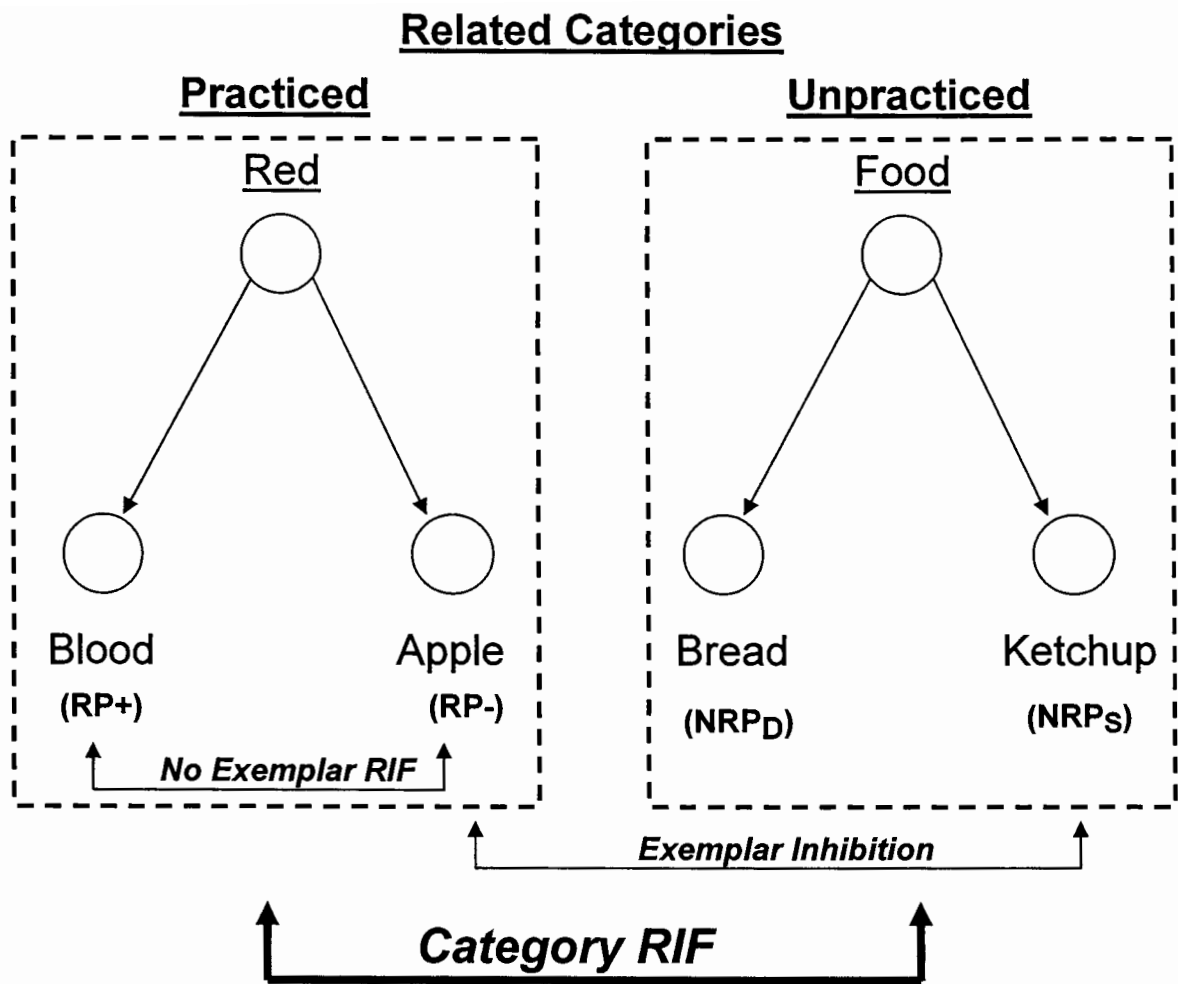 Related Categories
Practiced
Unpracticed
Red
Food
Blood
Apple
Bread
Ketchup
(RP+)
(RP-)
(NRPD)
(NRPS)
No Exemplar RIF
Exemplar Inhibition
Category RIF